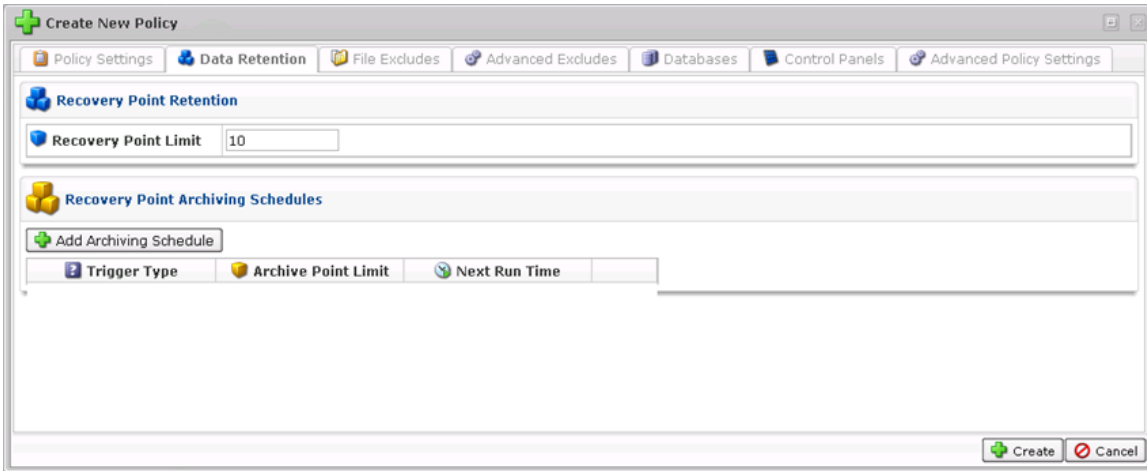 Create New Policy
Policy Settings Data Retention File Excludes Advanced Excludes Databases Control Panels Advanced Policy Settings
Recovery Point Retention
Recovery Point Limit 10
Recovery Point Archiving Schedules
Add Archiving Schedule
Trigger Type Archive Point Limit Next Run Time
Create Cancel